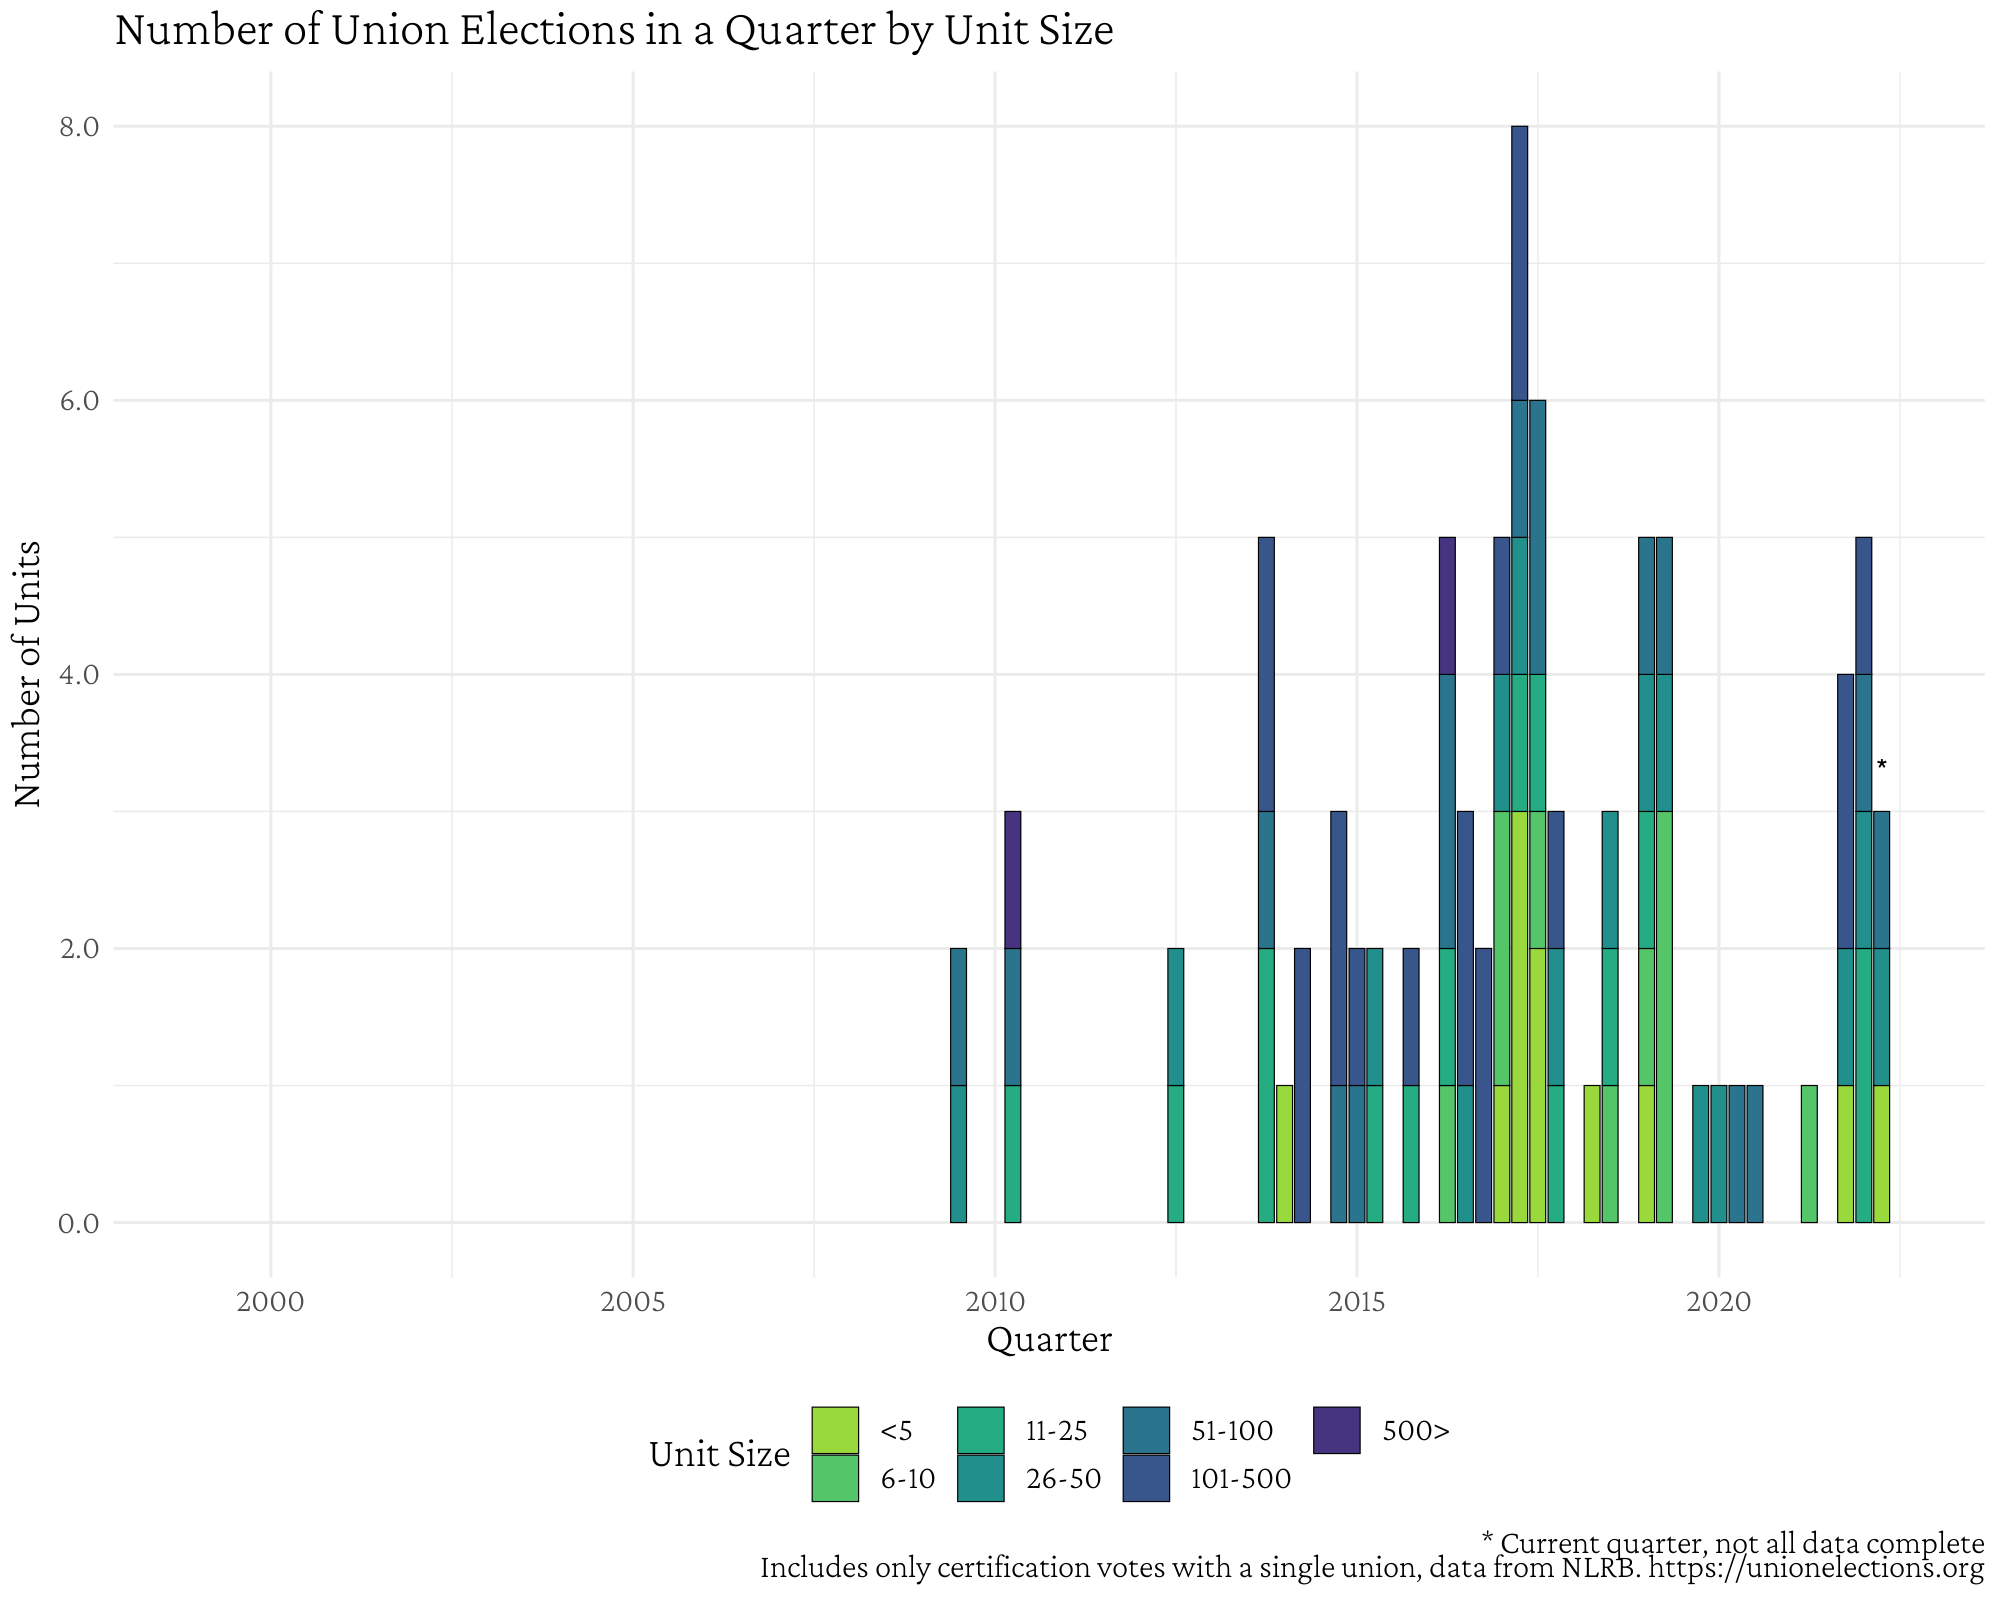 Number of Union Elections in a Quarter by Unit Size
Number of Units
8.0
6.0
4.0
2.0
0.0
*
2000 2005 2010 2015 2020
Quarter
Unit Size
<5 11-25 51-100 500>
6-10 26-50 101-500
* Current quarter, not all data complete
Includes only certification votes with a single union, data from NLRB. https://unionelections.org